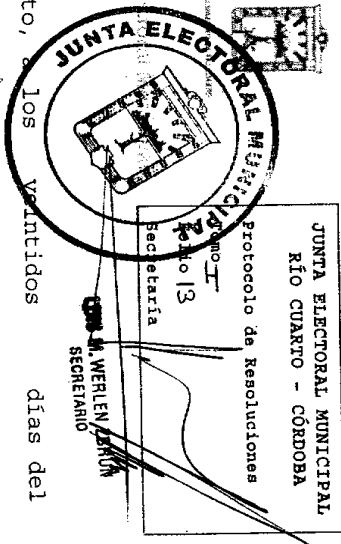 JUNTA ELECTORAL MUNICIPAL
RÍO CUARTO - CÓRDOBA
Protocolo de Resoluciones
Tomo I
Folio 13
Secretaría
JUNTA ELECTORAL MUNICIPAL
M. WERLEN
SECRETARIO
to, a los veintidos días del